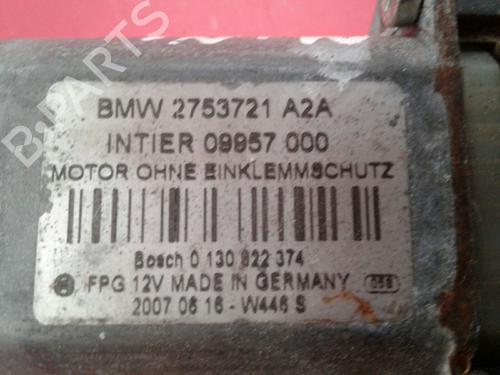 BMW 2753721 A2A
INTIER 09957 000
MOTOR OHNE EINKLEMMSCHUTZ
Bosch 0 130 822 374
FPG 12V MADE IN GERMANY 058
2007 06 16 - W446 S
B-PARTS